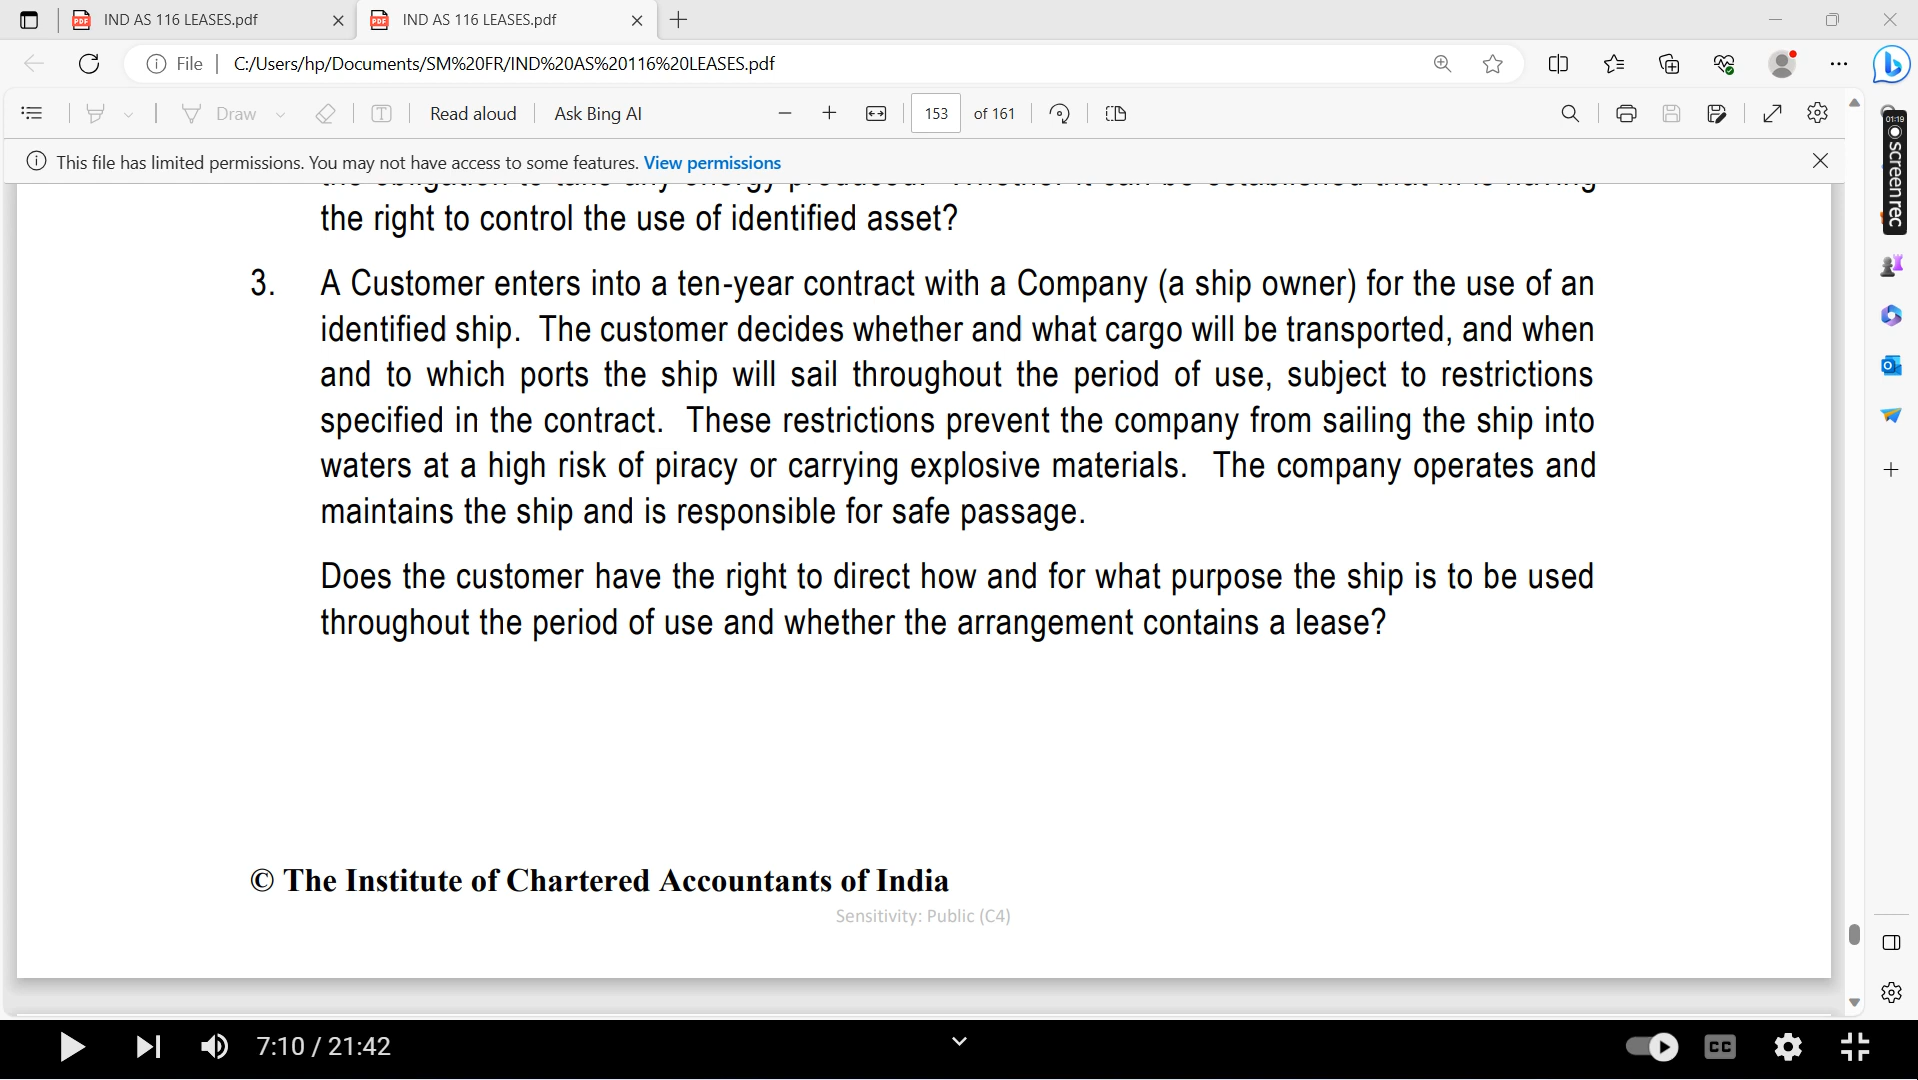 IND AS 116 LEASES.pdf
IND AS 116 LEASES.pdf
File
C:/Users/hp/Documents/SM%20FR/IND%20AS%20116%20LEASES.pdf
Draw
T
Read aloud
Ask Bing AI
153
of 161
This file has limited permissions. You may not have access to some features. View permissions
01:19
screenrec
the right to control the use of identified asset?
3. A Customer enters into a ten-year contract with a Company (a ship owner) for the use of an
identified ship. The customer decides whether and what cargo will be transported, and when
and to which ports the ship will sail throughout the period of use, subject to restrictions
specified in the contract. These restrictions prevent the company from sailing the ship into
waters at a high risk of piracy or carrying explosive materials. The company operates and
maintains the ship and is responsible for safe passage.
Does the customer have the right to direct how and for what purpose the ship is to be used
throughout the period of use and whether the arrangement contains a lease?
© The Institute of Chartered Accountants of India
Sensitivity: Public (C4)
7:10 / 21:42
CC